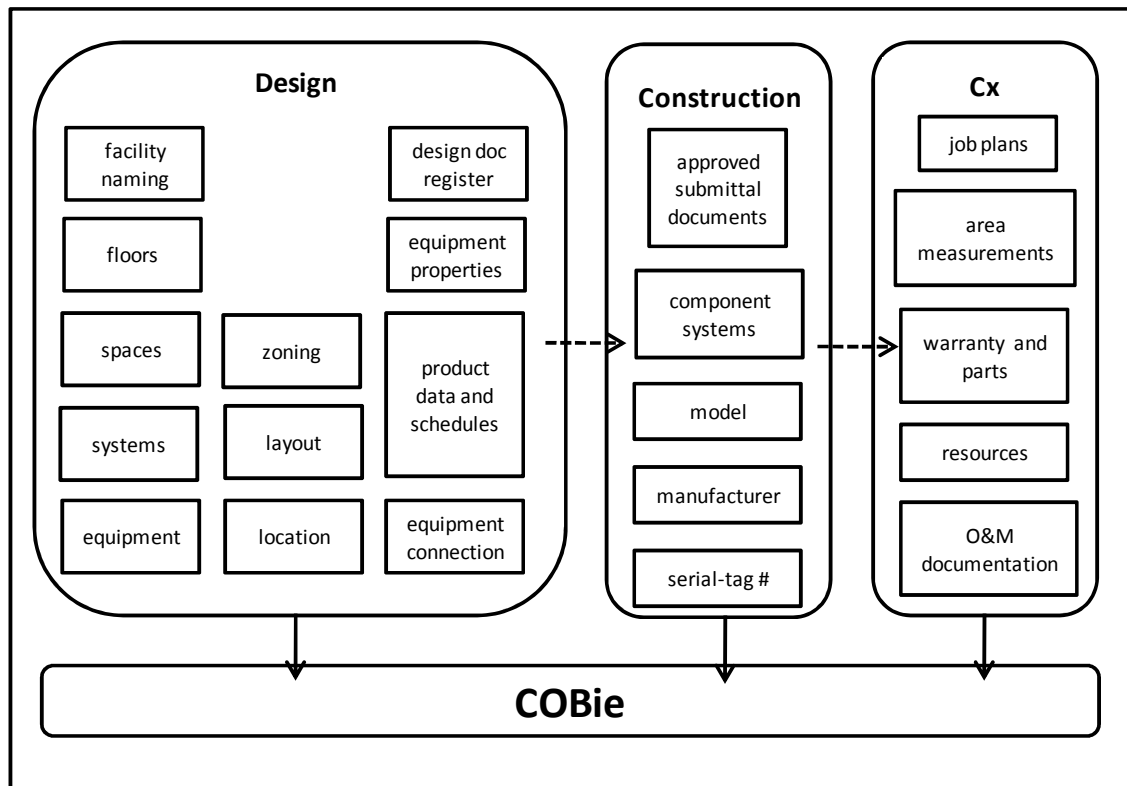 Design
facility
naming
floors
spaces
systems
equipment
zoning
layout
location
design doc
register
equipment
properties
product
data and
schedules
equipment
connection
Construction
approved
submittal
documents
component
systems
model
manufacturer
serial-tag #
Cx
job plans
area
measurements
warranty and
parts
resources
O&M
documentation
COBie